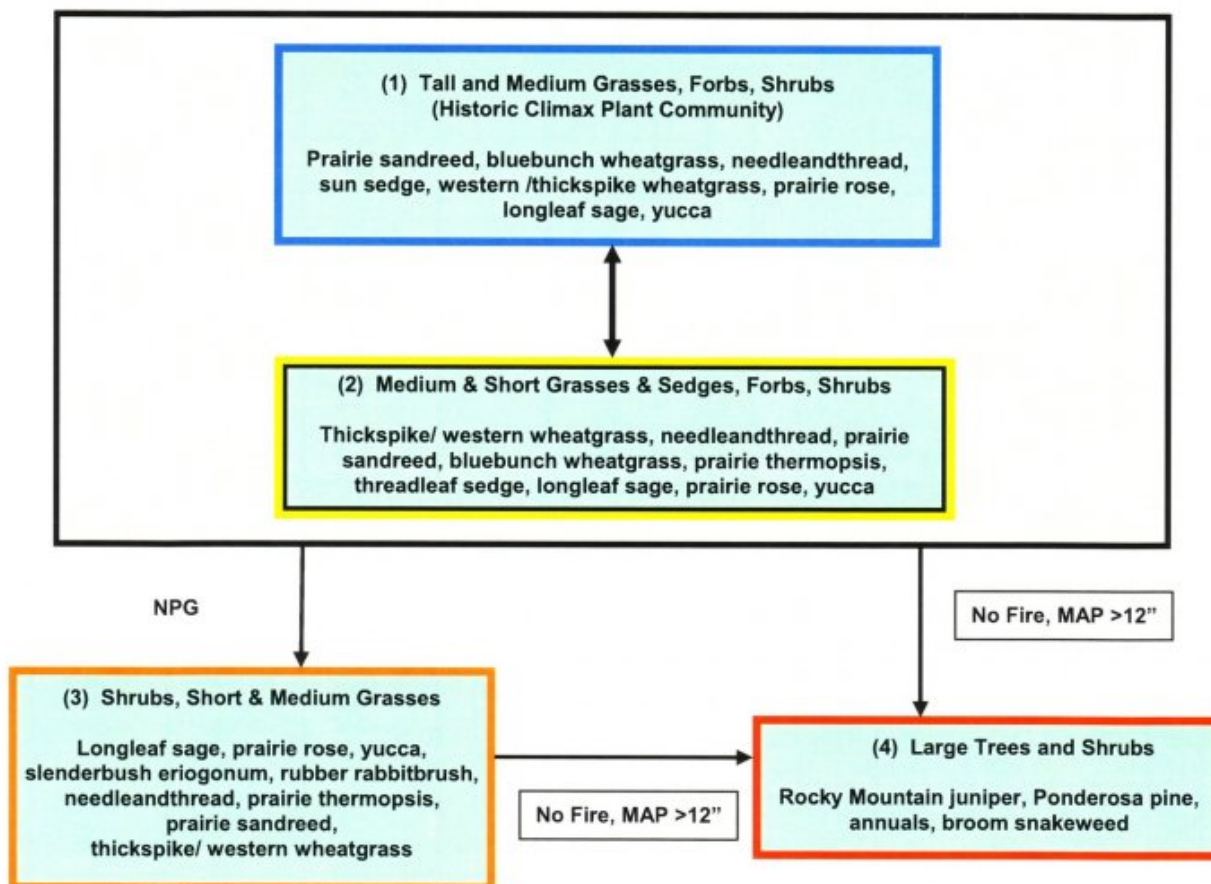 (1) Tall and Medium Grasses, Forbs, Shrubs
(Historic Climax Plant Community)
Prairie sandreed, bluebunch wheatgrass, needleandthread,
sun sedge, western /thickspike wheatgrass, prairie rose,
longleaf sage, yucca
(2) Medium & Short Grasses & Sedges, Forbs, Shrubs
Thickspike/ western wheatgrass, needleandthread, prairie
sandreed, bluebunch wheatgrass, prairie thermopsis,
threadleaf sedge, longleaf sage, prairie rose, yucca
NPG
No Fire, MAP >12”
(3) Shrubs, Short & Medium Grasses
Longleaf sage, prairie rose, yucca,
slenderbush eriogonum, rubber rabbitbrush,
needleandthread, prairie thermopsis,
prairie sandreed,
thickspike/ western wheatgrass
No Fire, MAP >12”
(4) Large Trees and Shrubs
Rocky Mountain juniper, Ponderosa pine,
annuals, broom snakeweed